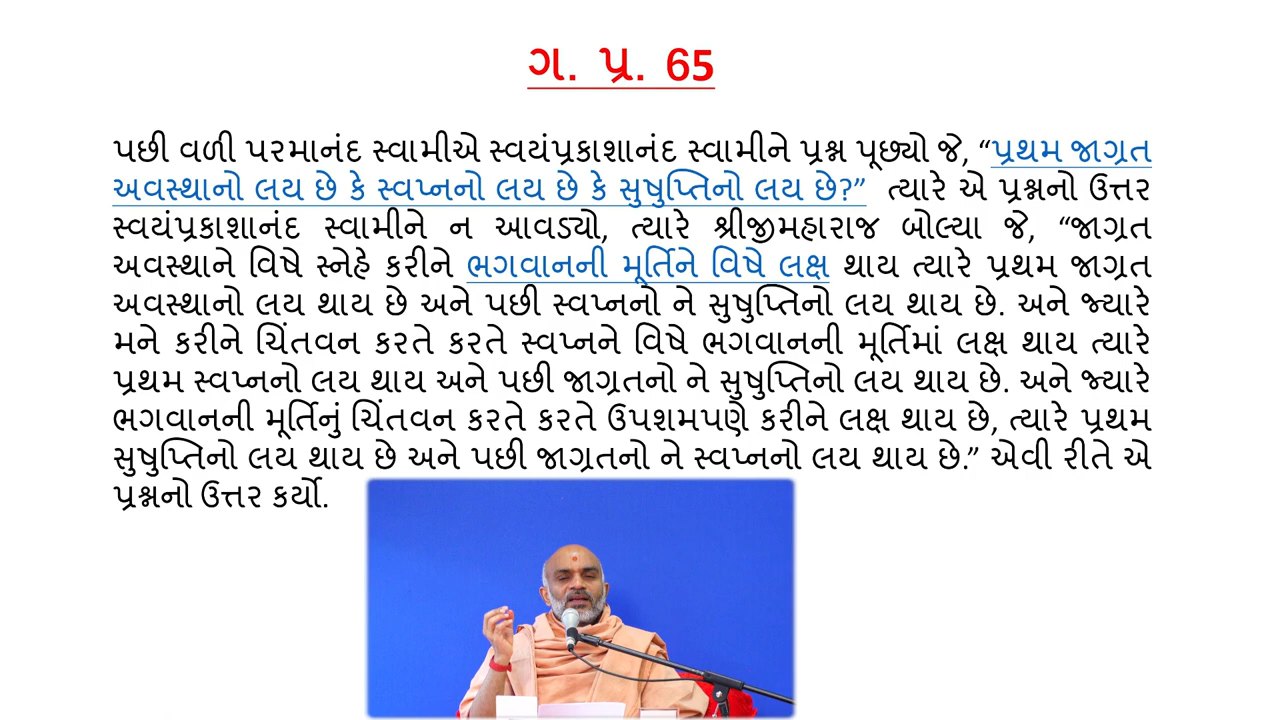 ગ. પ્ર. 65
પછી વળી પરમાનંદ સ્વામીએ સ્વયંપ્રકાશાનંદ સ્વામીને પ્રશ્ન પૂછ્યો જે, “પ્રથમ જાગ્રત
અવસ્થાનો લય છે કે સ્વપ્નનો લય છે કે સુષુપ્તિનો લય છે?” ત્યારે એ પ્રશ્નનો ઉત્તર
સ્વયંપ્રકાશાનંદ સ્વામીને ન આવડ્યો, ત્યારે શ્રીજીમહારાજ બોલ્યા જે, “જાગ્રત
અવસ્થાને વિષે સ્નેહે કરીને ભગવાનની મૂર્તિને વિષે લક્ષ થાય ત્યારે પ્રથમ જાગ્રત
અવસ્થાનો લય થાય છે અને પછી સ્વપ્નનો ને સુષુપ્તિનો લય થાય છે. અને જ્યારે
મને કરીને ચિંતવન કરતે કરતે સ્વપ્નને વિષે ભગવાનની મૂર્તિમાં લક્ષ થાય ત્યારે
પ્રથમ સ્વપ્નનો લય થાય અને પછી જાગ્રતનો ને સુષુપ્તિનો લય થાય છે. અને જ્યારે
ભગવાનની મૂર્તિનું ચિંતવન કરતે કરતે ઉપશમપણે કરીને લક્ષ થાય છે, ત્યારે પ્રથમ
સુષુપ્તિનો લય થાય છે અને પછી જાગ્રતનો ને સ્વપ્નનો લય થાય છે.” એવી રીતે એ
પ્રશ્નનો ઉત્તર કર્યો.